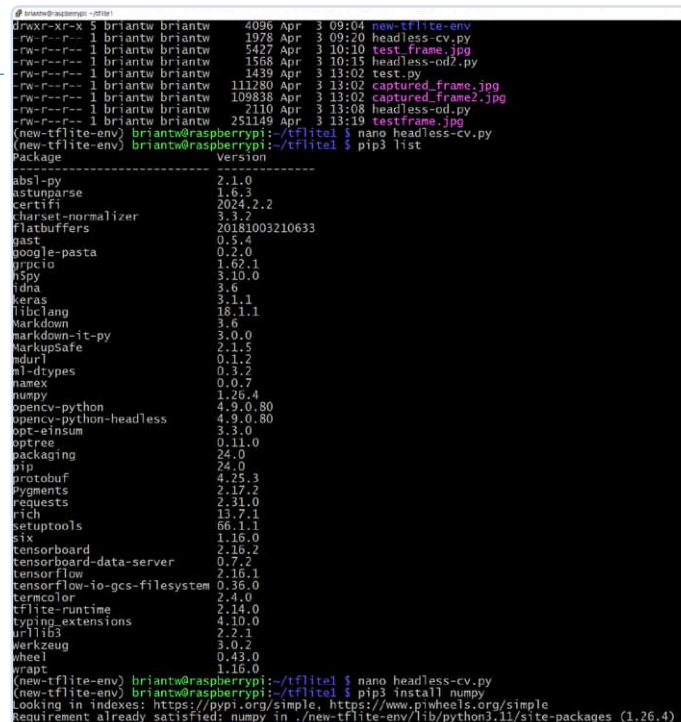 briantw@raspberrypi: ~/tflite1
drwxr-xr-x 5 briantw briantw 4096 Apr 3 09:04 new-tflite-env
-rw-r--r-- 1 briantw briantw 1978 Apr 3 09:20 headless-cv.py
-rw-r--r-- 1 briantw briantw 5427 Apr 3 10:10 test_frame.jpg
-rw-r--r-- 1 briantw briantw 1568 Apr 3 10:15 headless-od2.py
-rw-r--r-- 1 briantw briantw 1439 Apr 3 13:02 test.py
-rw-r--r-- 1 briantw briantw 111280 Apr 3 13:02 captured_frame.jpg
-rw-r--r-- 1 briantw briantw 109838 Apr 3 13:02 captured_frame2.jpg
-rw-r--r-- 1 briantw briantw 2110 Apr 3 13:08 headless-od.py
-rw-r--r-- 1 briantw briantw 251149 Apr 3 13:19 testframe.jpg
(new-tflite-env) briantw@raspberrypi:~/tflite1 $ nano headless-cv.py
(new-tflite-env) briantw@raspberrypi:~/tflite1 $ pip3 list
Package Version
---------------------------- ---------------
absl-py 2.1.0
astunparse 1.6.3
certifi 2024.2.2
charset-normalizer 3.3.2
flatbuffers 20181003210633
gast 0.5.4
google-pasta 0.2.0
grpcio 1.62.1
h5py 3.10.0
idna 3.6
keras 3.1.1
libclang 18.1.1
Markdown 3.6
markdown-it-py 3.0.0
MarkupSafe 2.1.5
mdurl 0.1.2
ml-dtypes 0.3.2
namex 0.0.7
numpy 1.26.4
opencv-python 4.9.0.80
opencv-python-headless 4.9.0.80
opt-einsum 3.3.0
optree 0.11.0
packaging 24.0
pip 24.0
protobuf 4.25.3
Pygments 2.17.2
requests 2.31.0
rich 13.7.1
setuptools 66.1.1
six 1.16.0
tensorboard 2.16.2
tensorboard-data-server 0.7.2
tensorflow 2.16.1
tensorflow-io-gcs-filesystem 0.36.0
termcolor 2.4.0
tflite-runtime 2.14.0
typing_extensions 4.10.0
urllib3 2.2.1
Werkzeug 3.0.2
wheel 0.43.0
wrapt 1.16.0
(new-tflite-env) briantw@raspberrypi:~/tflite1 $ nano headless-cv.py
(new-tflite-env) briantw@raspberrypi:~/tflite1 $ pip3 install numpy
Looking in indexes: https://pypi.org/simple, https://www.piwheels.org/simple
Requirement already satisfied: numpy in ./new-tflite-env/lib/python3.11/site-packages (1.26.4)